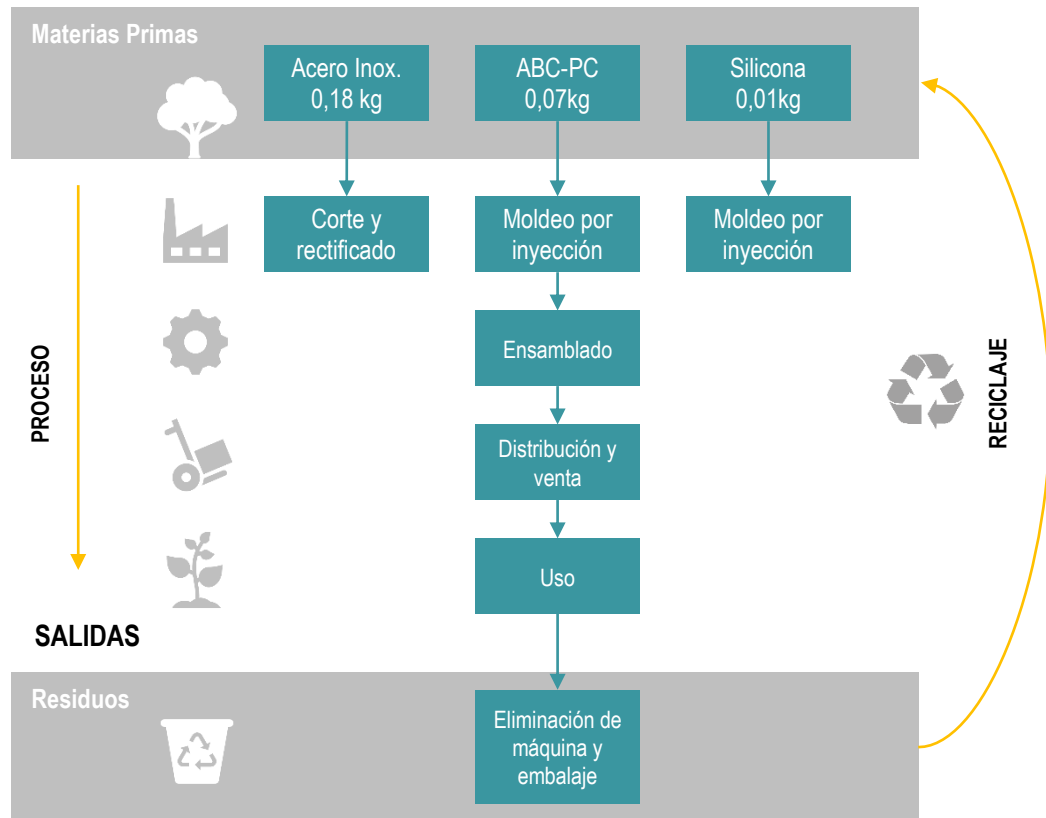 Materias Primas
Acero Inox.
0,18 kg
ABC-PC
0,07kg
Silicona
0,01kg
Corte y
rectificado
Moldeo por
inyección
Moldeo por
inyección
Ensamblado
PROCESO
RECICLAJE
Distribución y
venta
Uso
SALIDAS
Residuos
Eliminación de
máquina y
embalaje